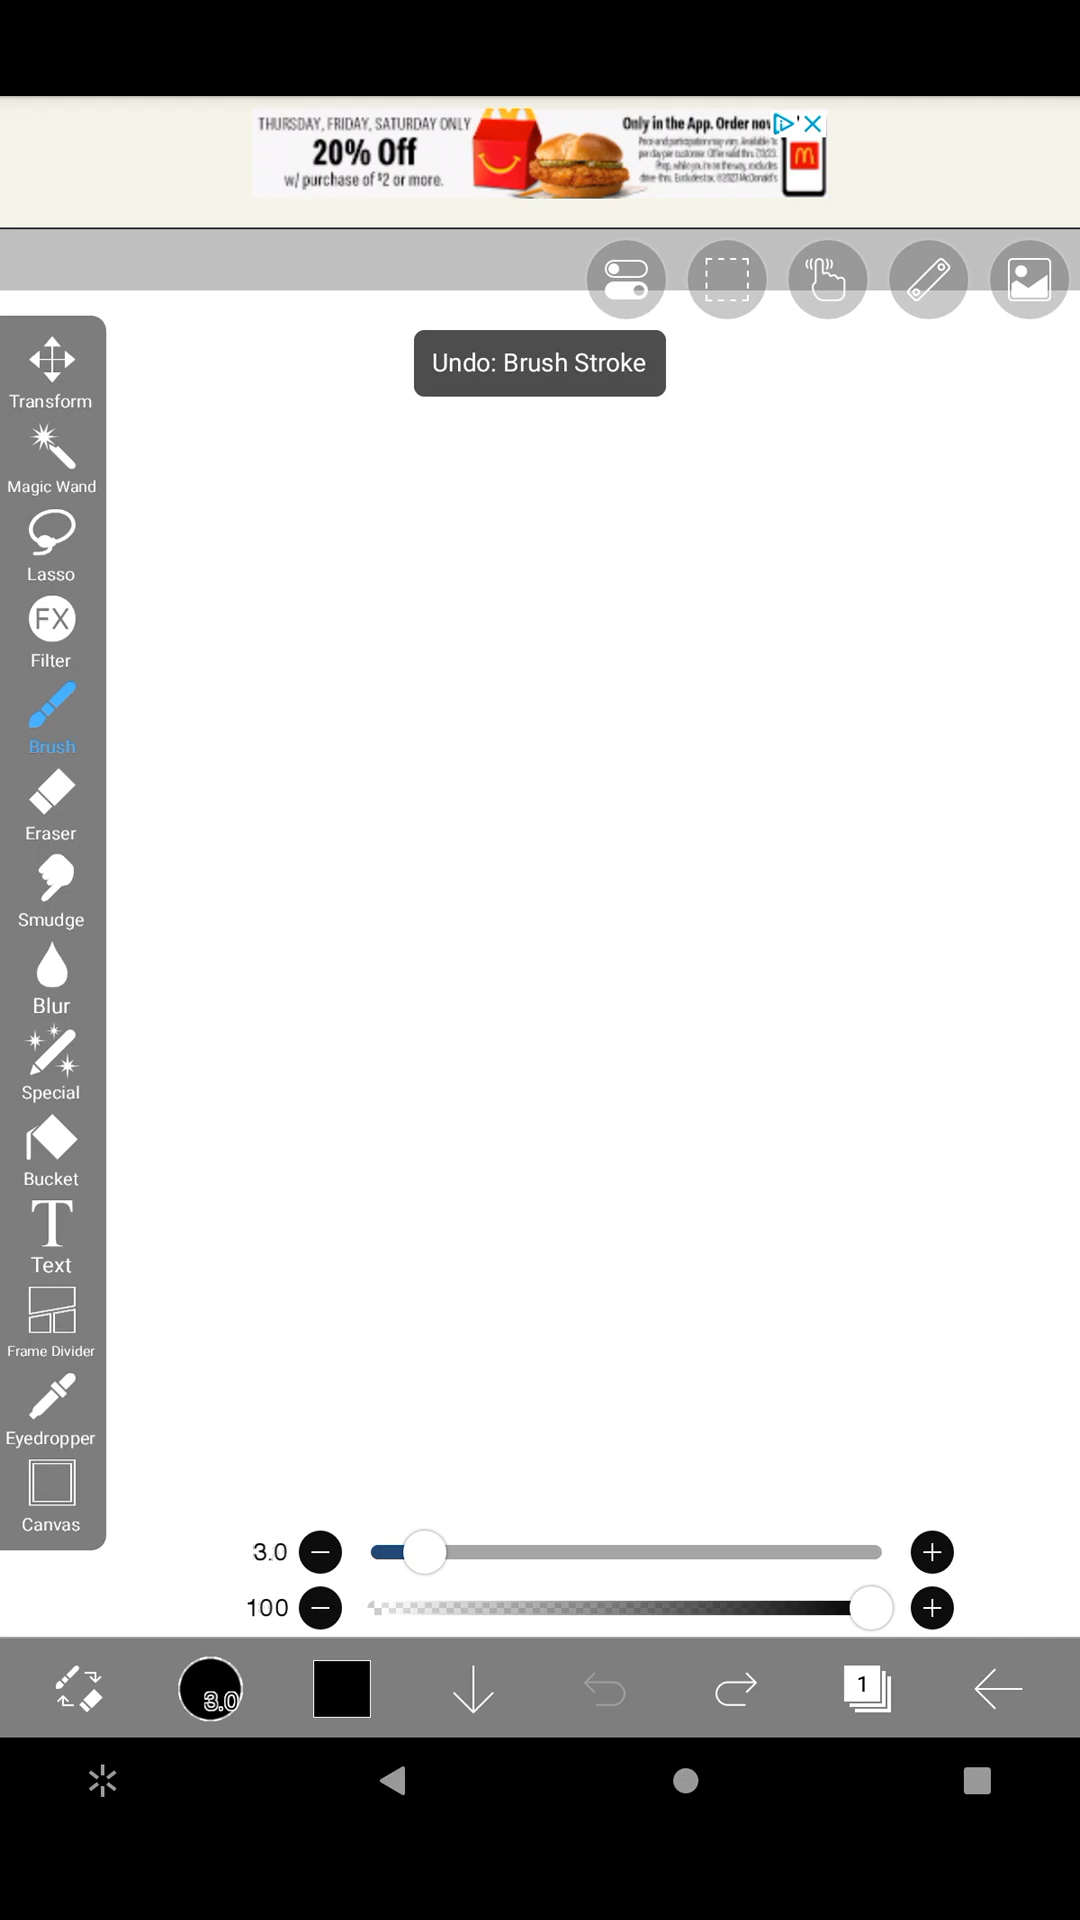 THURSDAY, FRIDAY, SATURDAY ONLY
20% Off
w/ purchase of $2 or more.
Only in the App. Order now
Undo: Brush Stroke
Transform
Magic Wand
Lasso
FX
Filter
Brush
Eraser
Smudge
Blur
Special
Bucket
T
Text
Frame Divider
Eyedropper
Canvas
3.0
100
3.0
1